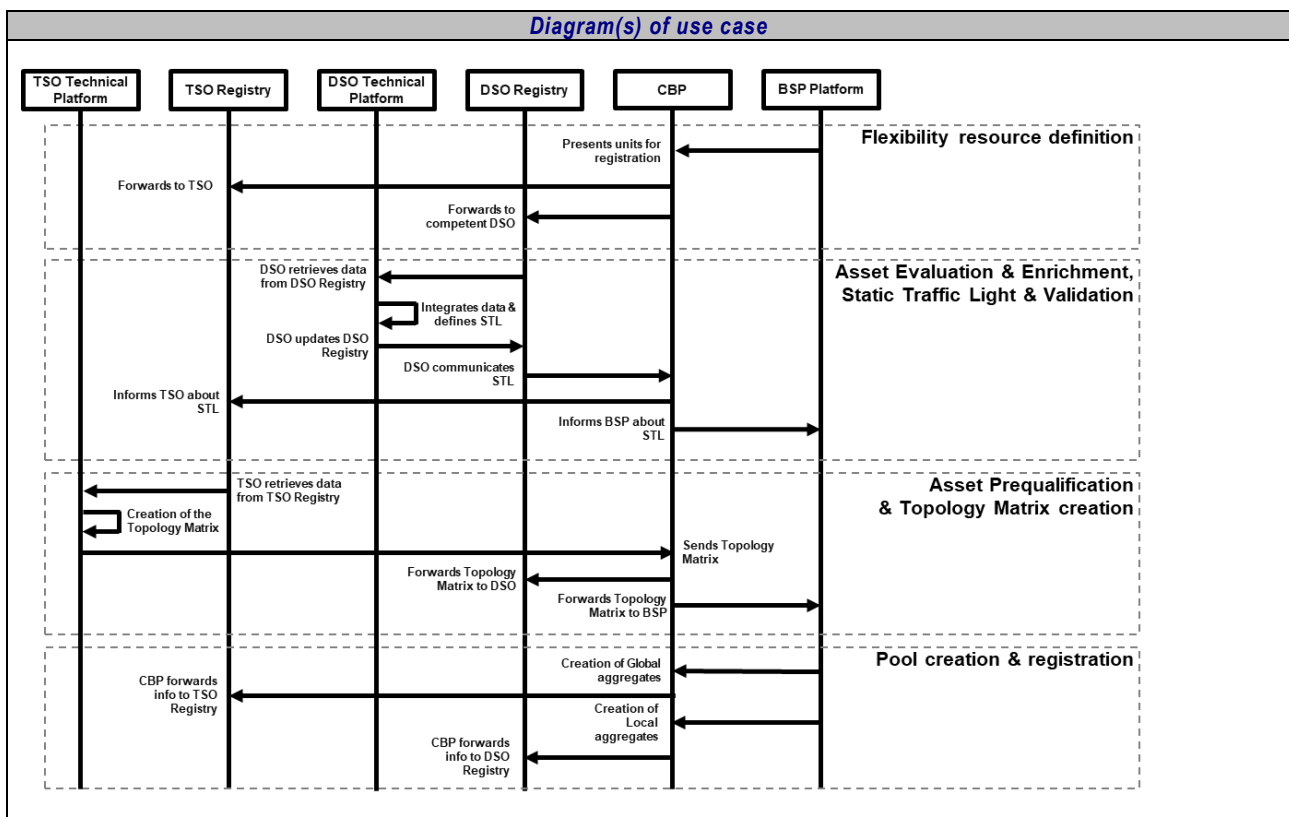 Diagram(s) of use case
TSO Technical
Platform
TSO Registry
DSO Technical
Platform
DSO Registry
CBP
BSP Platform
Flexibility resource definition
Presents units for
registration
Forwards to TSO
Forwards to
competent DSO
Asset Evaluation & Enrichment,
Static Traffic Light & Validation
DSO retrieves data
from DSO Registry
Integrates data &
defines STL
DSO updates DSO
Registry
DSO communicates
STL
Informs TSO about
STL
Informs BSP about
STL
Asset Prequalification
& Topology Matrix creation
TSO retrieves data
from TSO Registry
Creation of the
Topology Matrix
Sends Topology
Matrix
Forwards Topology
Matrix to DSO
Forwards Topology
Matrix to BSP
Pool creation & registration
Creation of Global
aggregates
CBP forwards
info to TSO
Registry
Creation of
Local
aggregates
CBP forwards
info to DSO
Registry